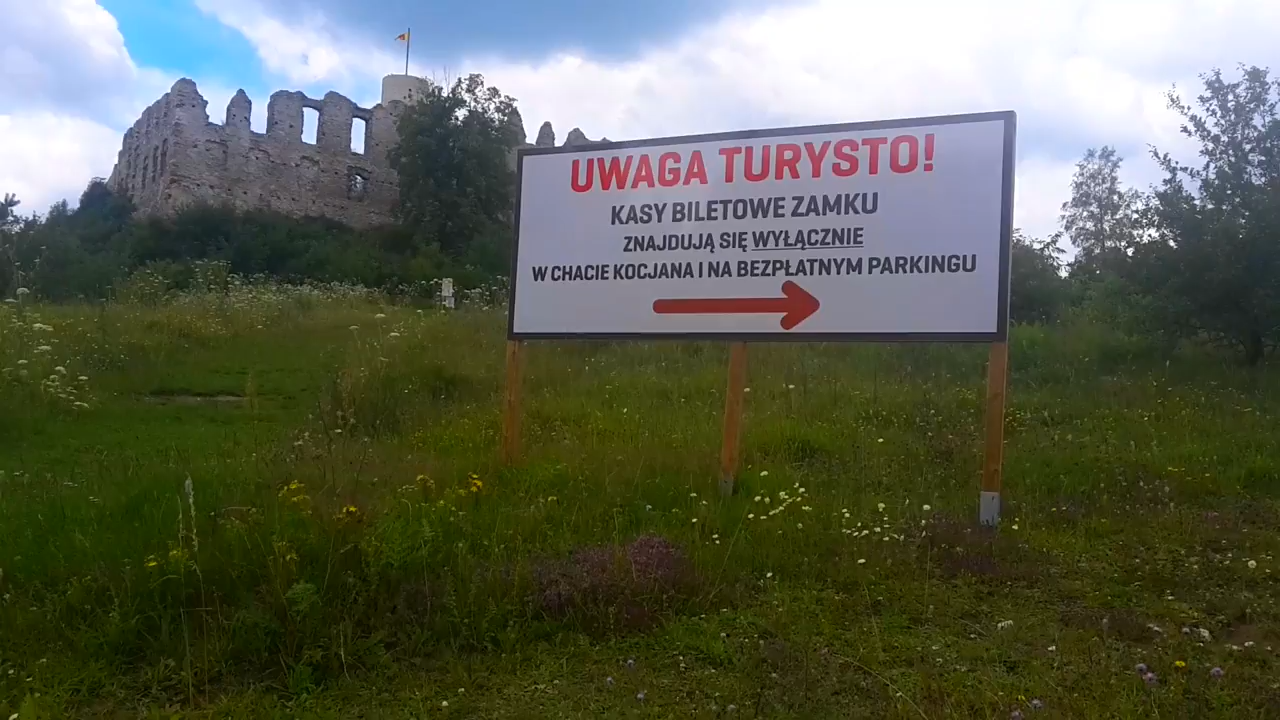 UWAGA TURYSTO!
KASY BILETOWE ZAMKU
ZNAJDUJĄ SIĘ WYŁĄCZNIE
W CHACIE KOCJANA I NA BEZPŁATNYM PARKINGU